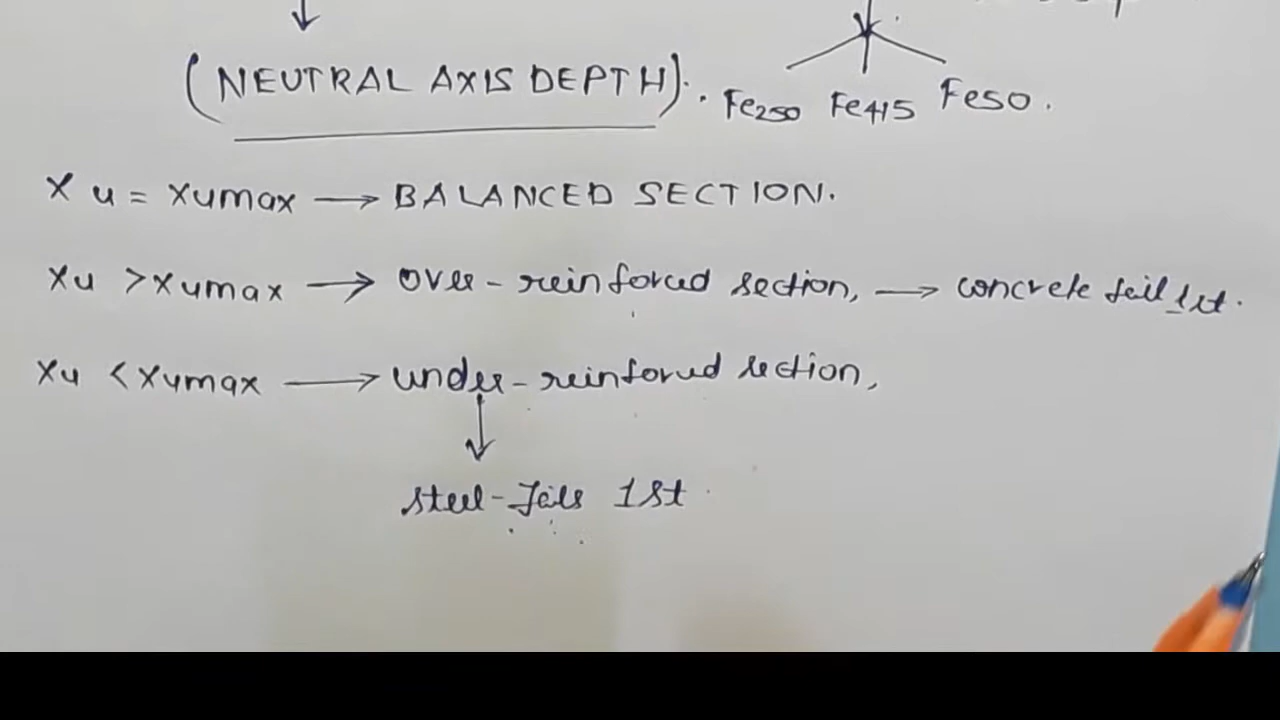 (NEUTRAL AXIS DEPTH). Fe250 Fe415 Fe50.
Xu = xumax → BALANCED SECTION.
Xu > xumax → over-reinforced section, → concrete fail 1st.
Xu < xumax → under-reinforced section,
steel-fails 1st